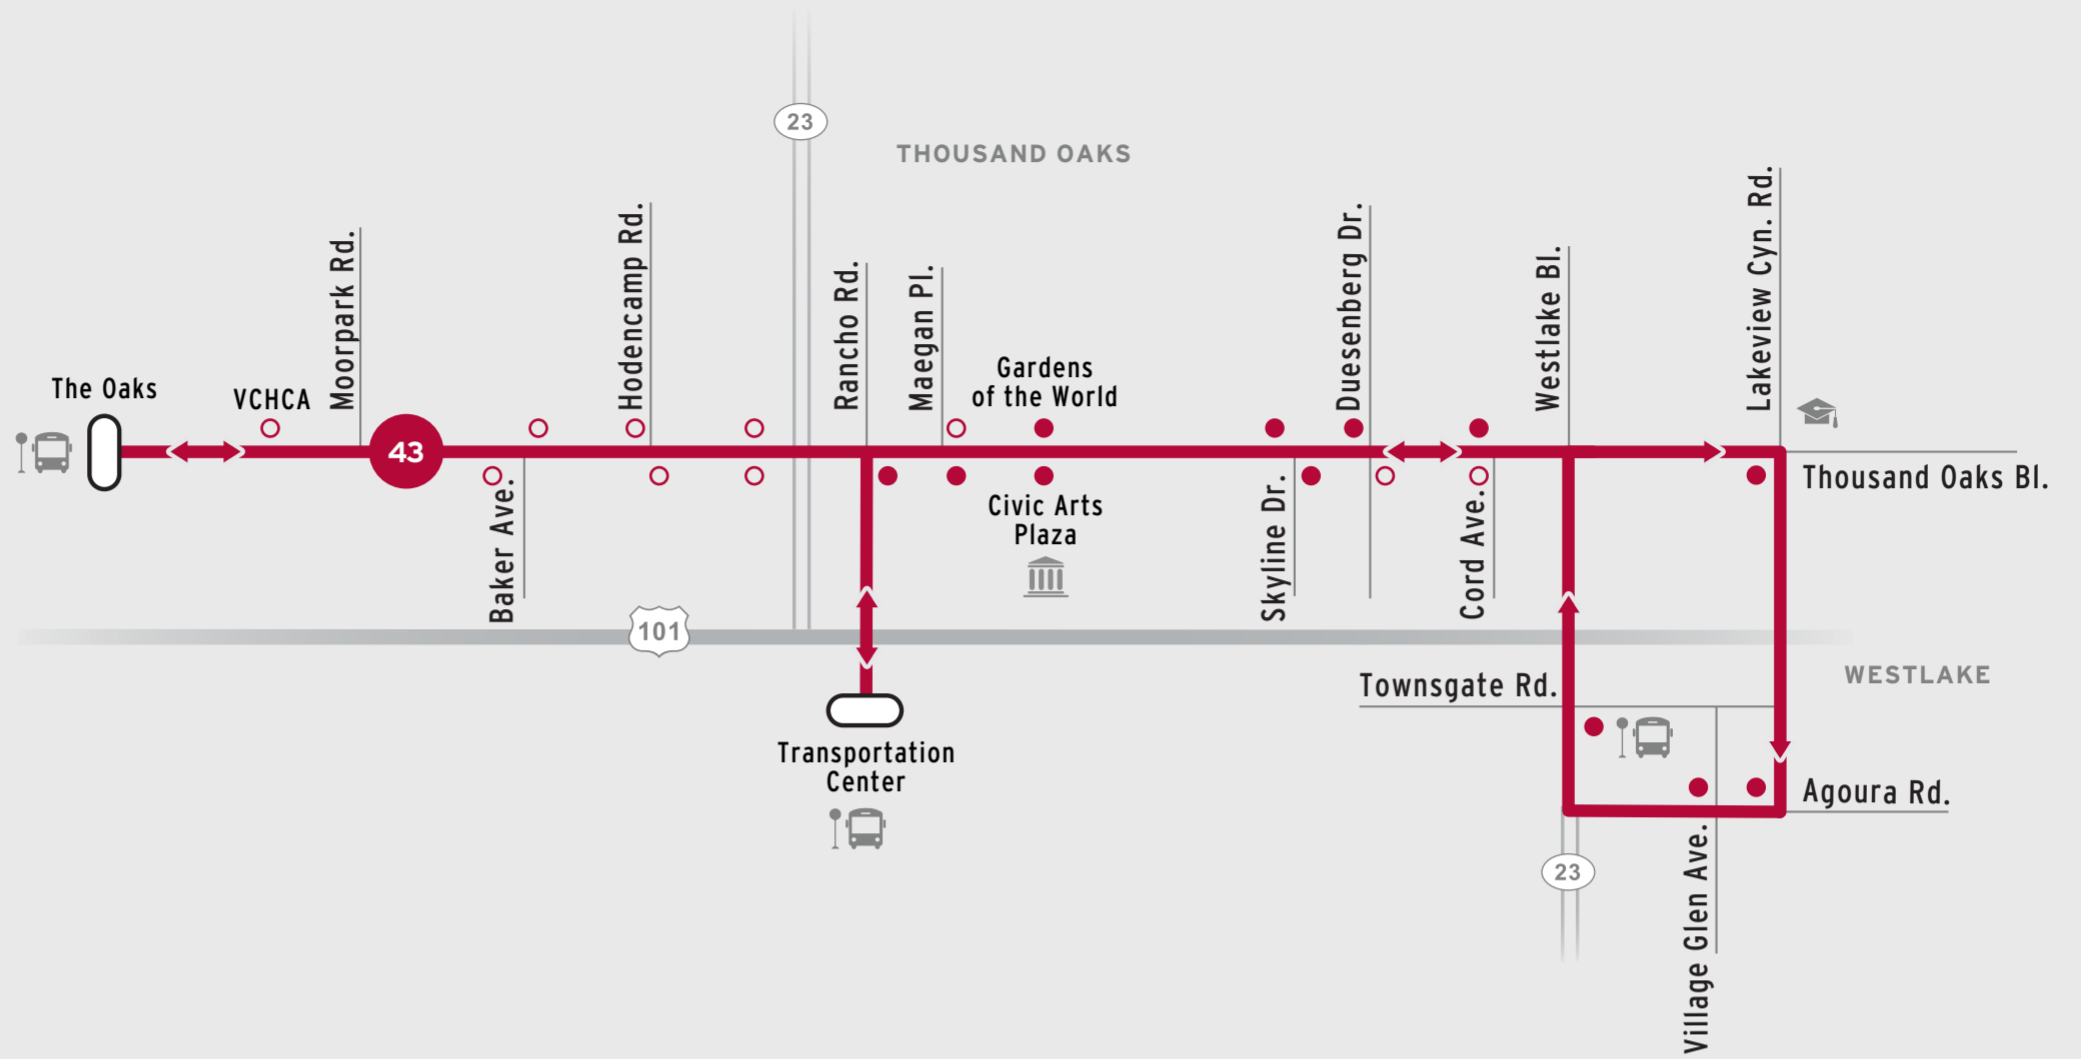 23
THOUSAND OAKS
The Oaks
VCHCA
Moorpark Rd.
43
Baker Ave.
Hodencamp Rd.
Rancho Rd.
Maegan Pl.
Gardens
of the World
Civic Arts
Plaza
Skyline Dr.
Duesenberg Dr.
Cord Ave.
Westlake Bl.
Lakeview Cyn. Rd.
Thousand Oaks Bl.
101
WESTLAKE
Townsgate Rd.
Transportation
Center
Agoura Rd.
23
Village Glen Ave.